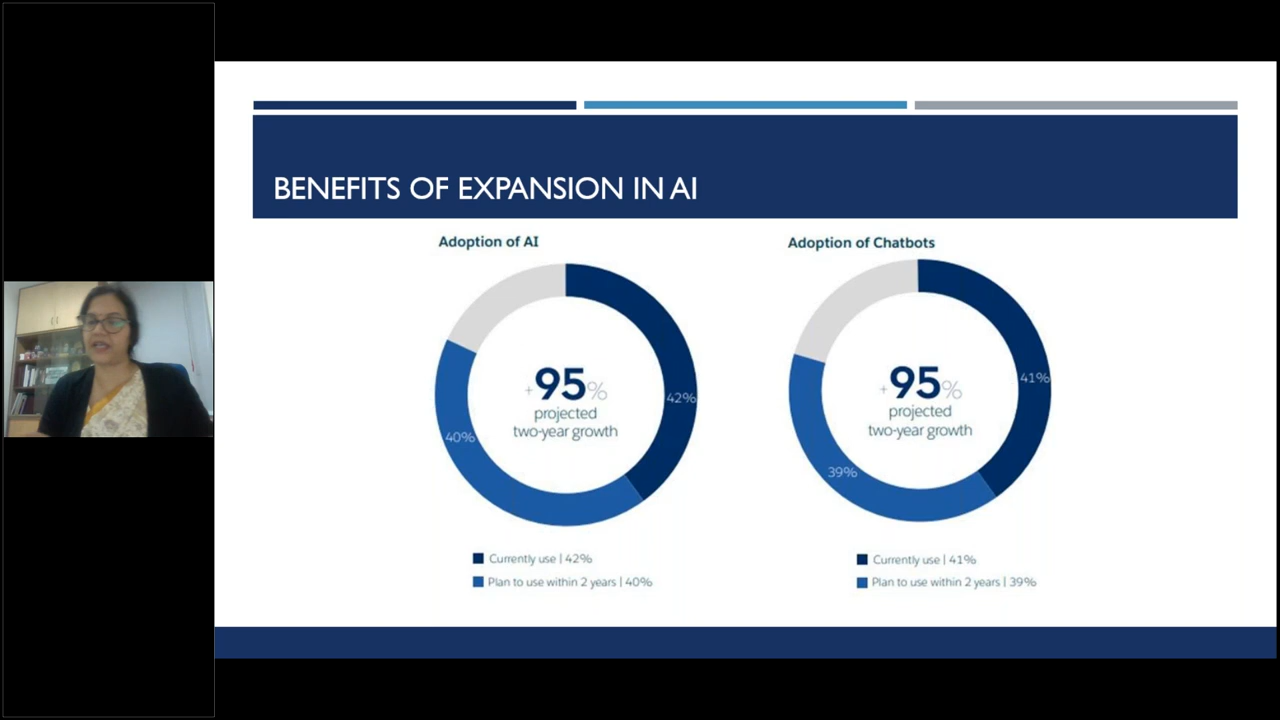 BENEFITS OF EXPANSION IN AI
Adoption of AI
+95%
projected
two-year growth
42%
40%
Currently use | 42%
Plan to use within 2 years | 40%
Adoption of Chatbots
+95%
projected
two-year growth
41%
39%
Currently use | 41%
Plan to use within 2 years | 39%